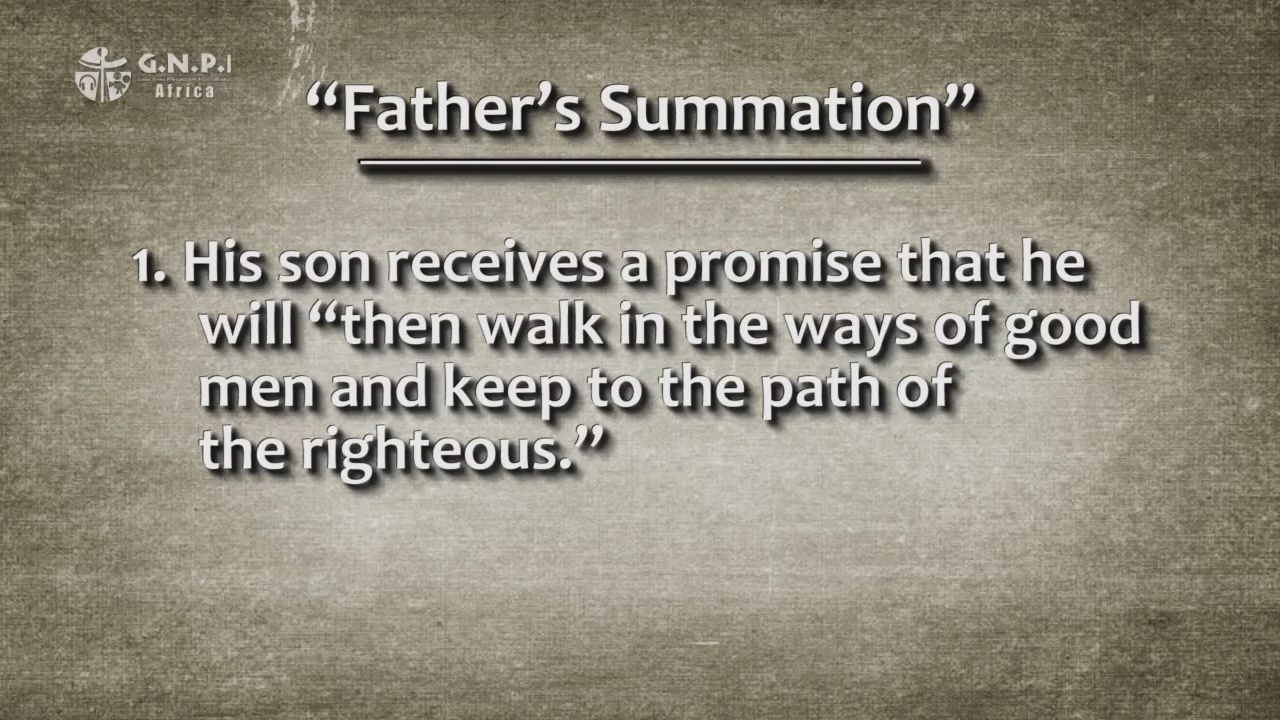 G.N.P.I
Africa
“Father’s Summation”
1. His son receives a promise that he
will “then walk in the ways of good
men and keep to the path of
the righteous.”